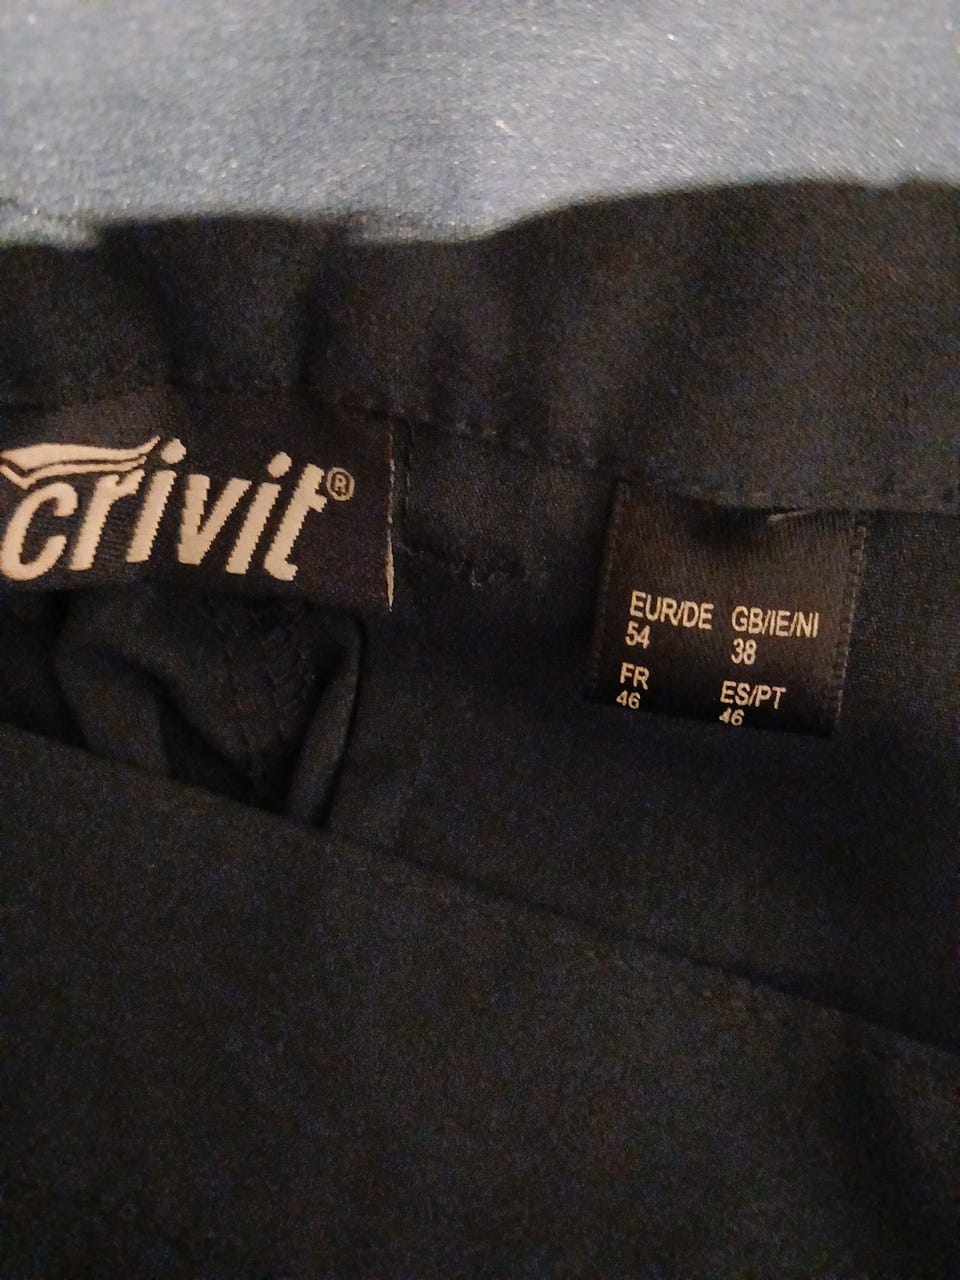 crivit®
EUR/DE GB/IE/NI
54 38
FR ES/PT
46 46